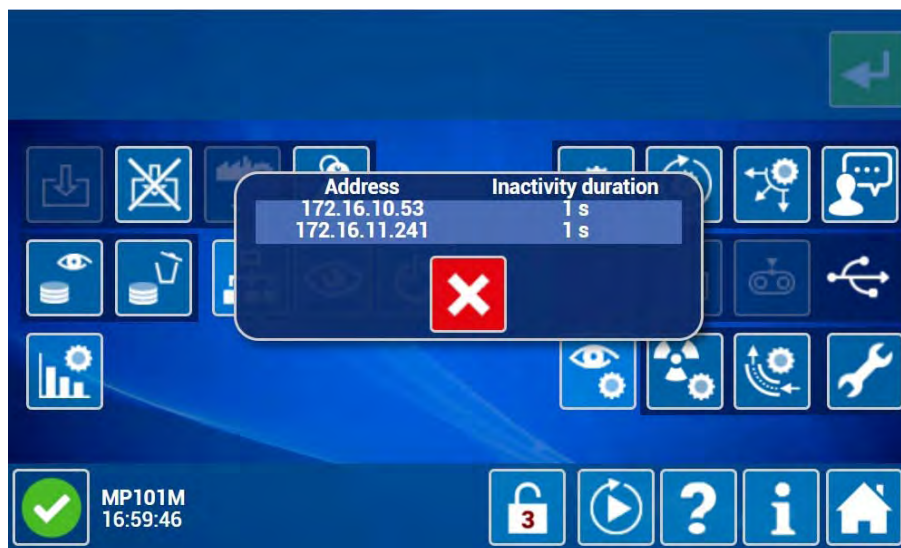 Address Inactivity duration
172.16.10.53 1 s
172.16.11.241 1 s
MP101M
16:59:46
3
?
i